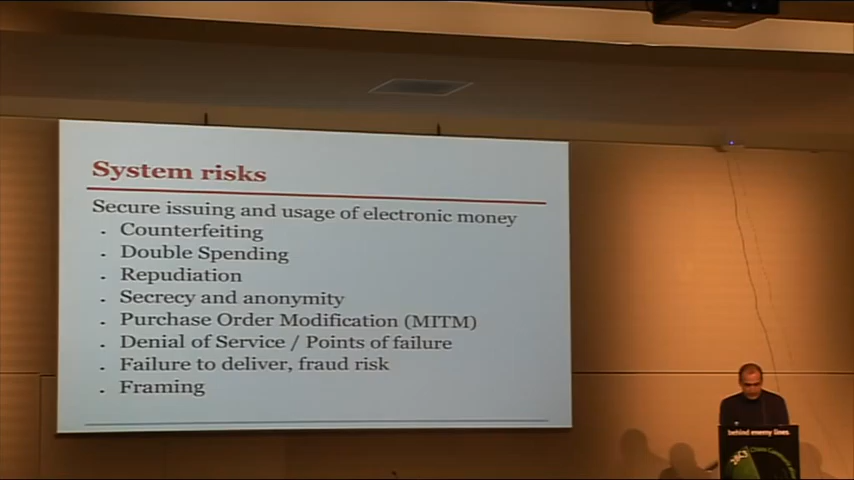 System risks
Secure issuing and usage of electronic money
. Counterfeiting
. Double Spending
. Repudiation
. Secrecy and anonymity
. Purchase Order Modification (MITM)
. Denial of Service / Points of failure
. Failure to deliver, fraud risk
. Framing
behind enemy lines.